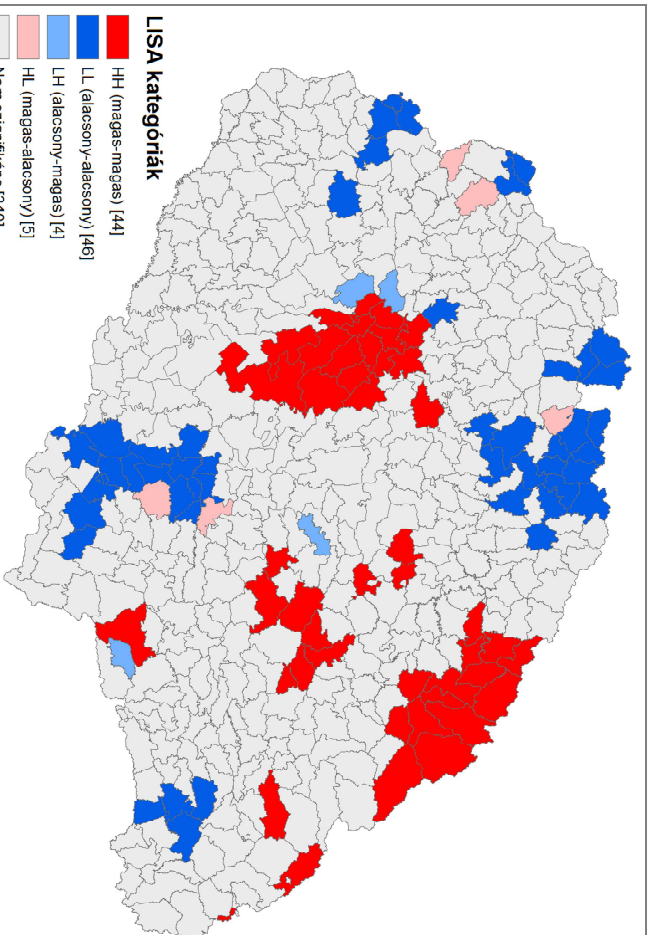 LISA kategóriák
HH (magas-magas) [44]
LL (alacsony-alacsony) [46]
LH (alacsony-magas) [4]
HL (magas-alacsony) [5]